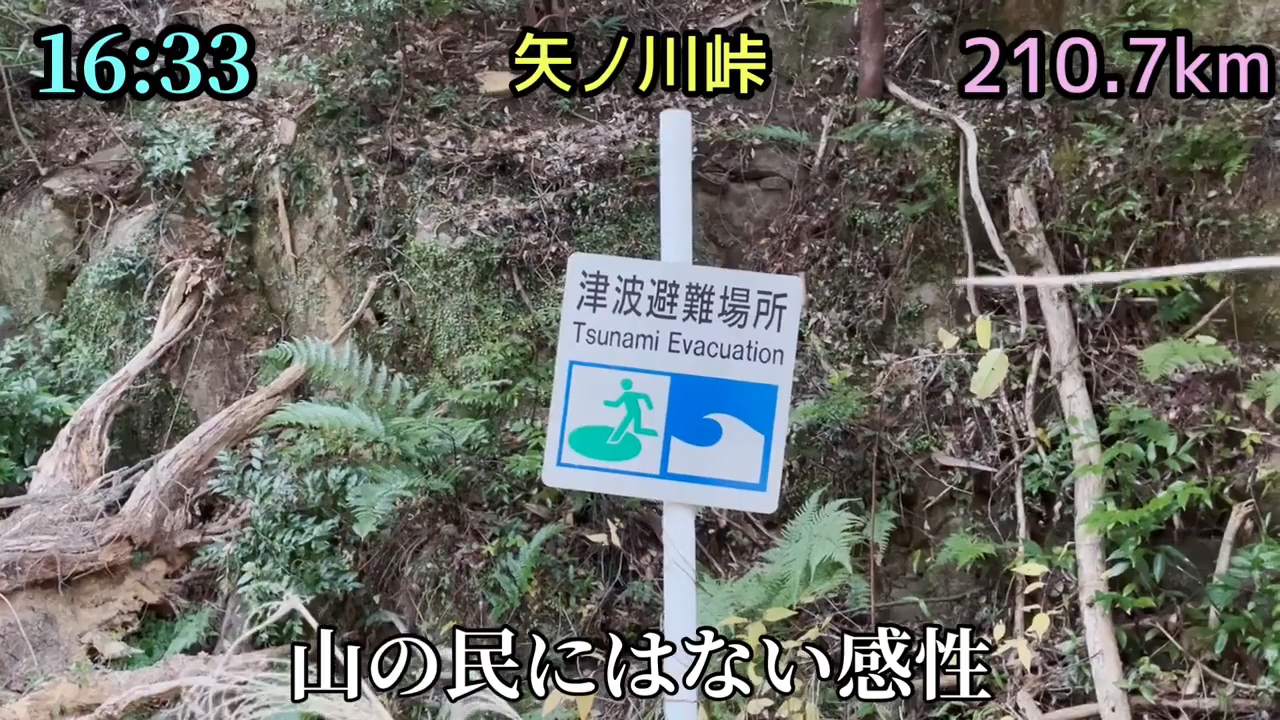 16:33
矢ノ川峠
210.7km
津波避難場所
Tsunami Evacuation
山の民にはない感性